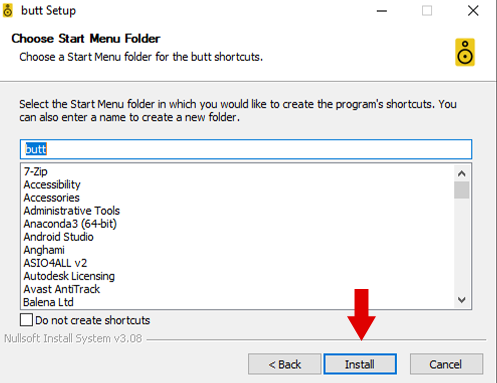 butt Setup
Choose Start Menu Folder
Choose a Start Menu folder for the butt shortcuts.
Select the Start Menu folder in which you would like to create the program's shortcuts. You
can also enter a name to create a new folder.
butt
7-Zip
Accessibility
Accessories
Administrative Tools
Anaconda3 (64-bit)
Android Studio
Anghami
ASIO4ALL v2
Autodesk Licensing
Avast AntiTrack
Balena Ltd
Do not create shortcuts
Nullsoft Install System v3.08
< Back Install Cancel